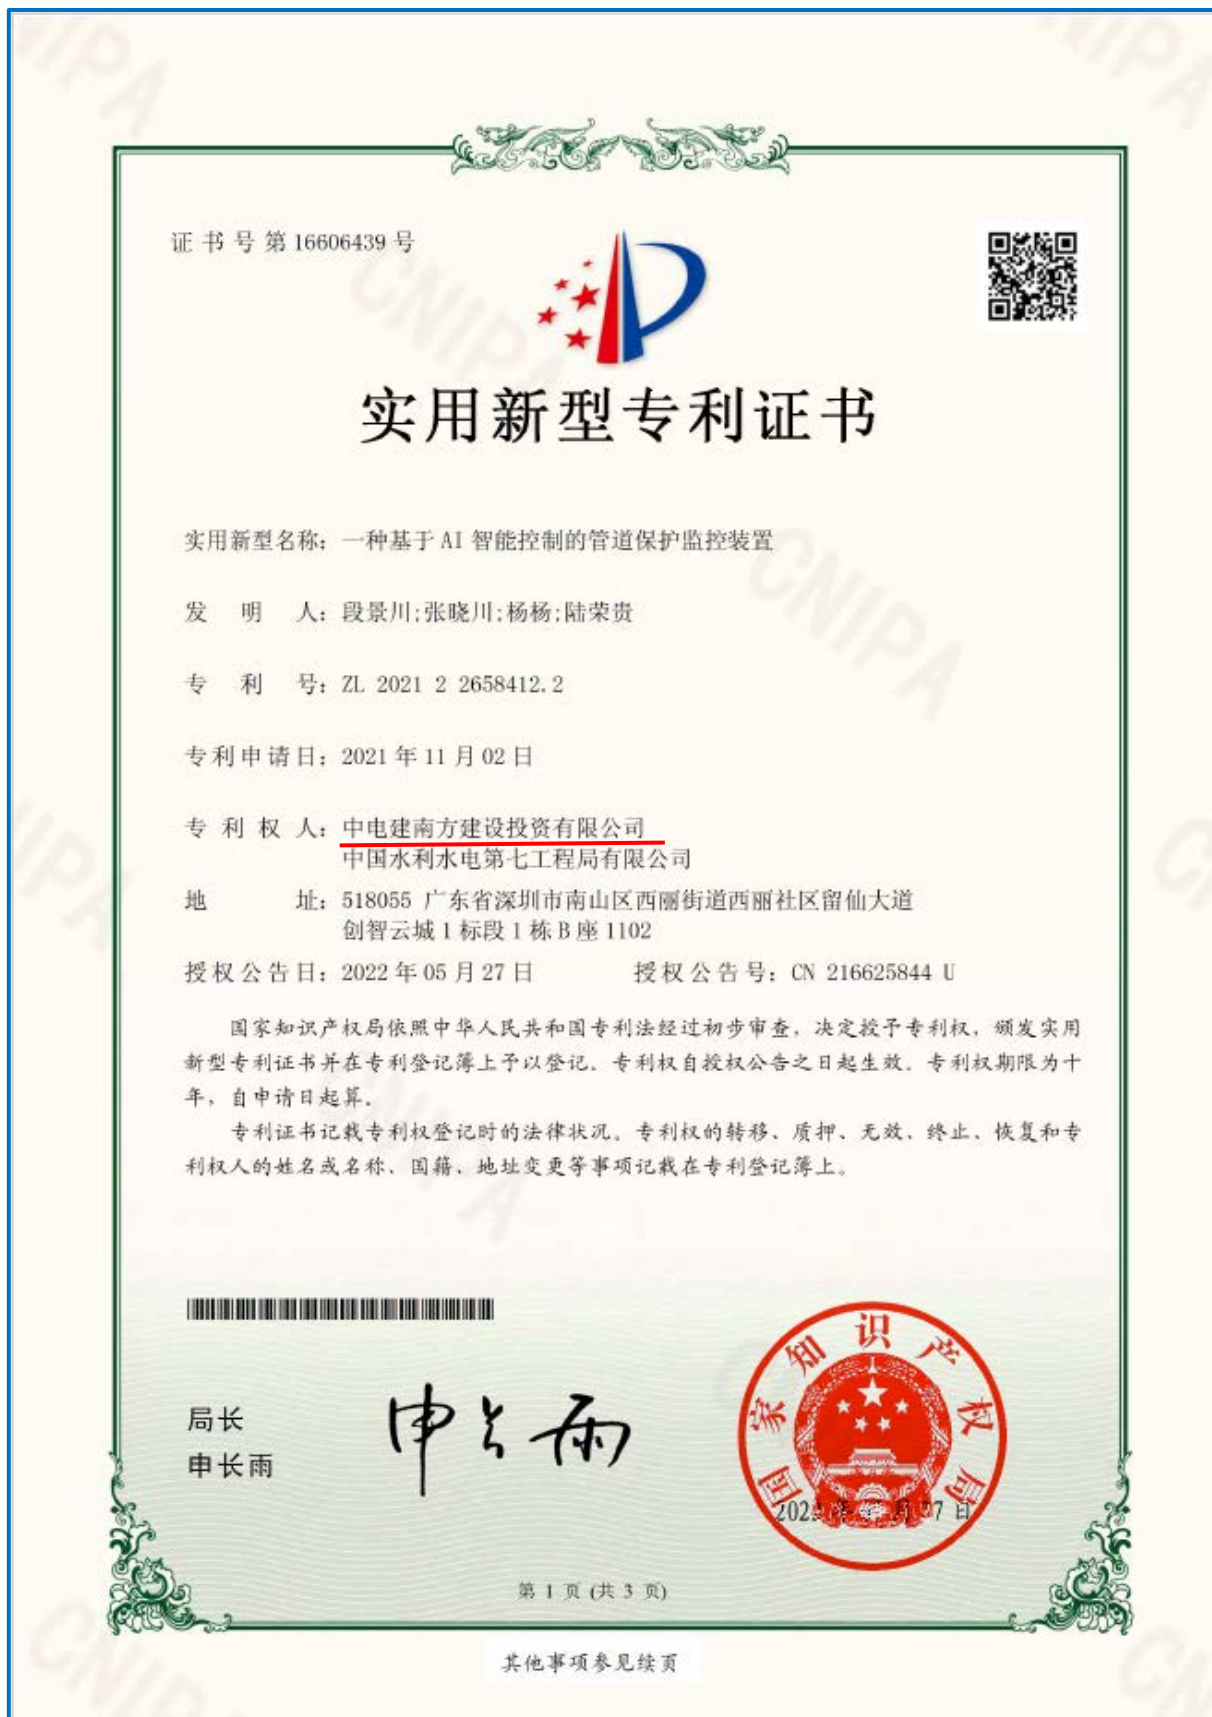 证书号第16606439号
实用新型专利证书
实用新型名称：一种基于AI智能控制的管道保护监控装置
发明人：段景川;张晓川;杨杨;陆荣贵
专利号：ZL 2021 2 2658412.2
专利申请日：2021年11月02日
专利权人：中电建南方建设投资有限公司
中国水利水电第七工程局有限公司
地址：518055 广东省深圳市南山区西丽街道西丽社区留仙大道
创智云城1标段1栋B座1102
授权公告日：2022年05月27日 授权公告号：CN 216625844 U
国家知识产权局依照中华人民共和国专利法经过初步审查，决定授予专利权，颁发实用
新型专利证书并在专利登记簿上予以登记。专利权自授权公告之日起生效。专利权期限为十
年，自申请日起算。
专利证书记载专利权登记时的法律状况。专利权的转移、质押、无效、终止、恢复和专
利权人的姓名或名称、国籍、地址变更等事项记载在专利登记簿上。
局长
申长雨
申长雨
国家知识产权局
第 1 页 (共 3 页)
其他事项参见续页
CNIPA